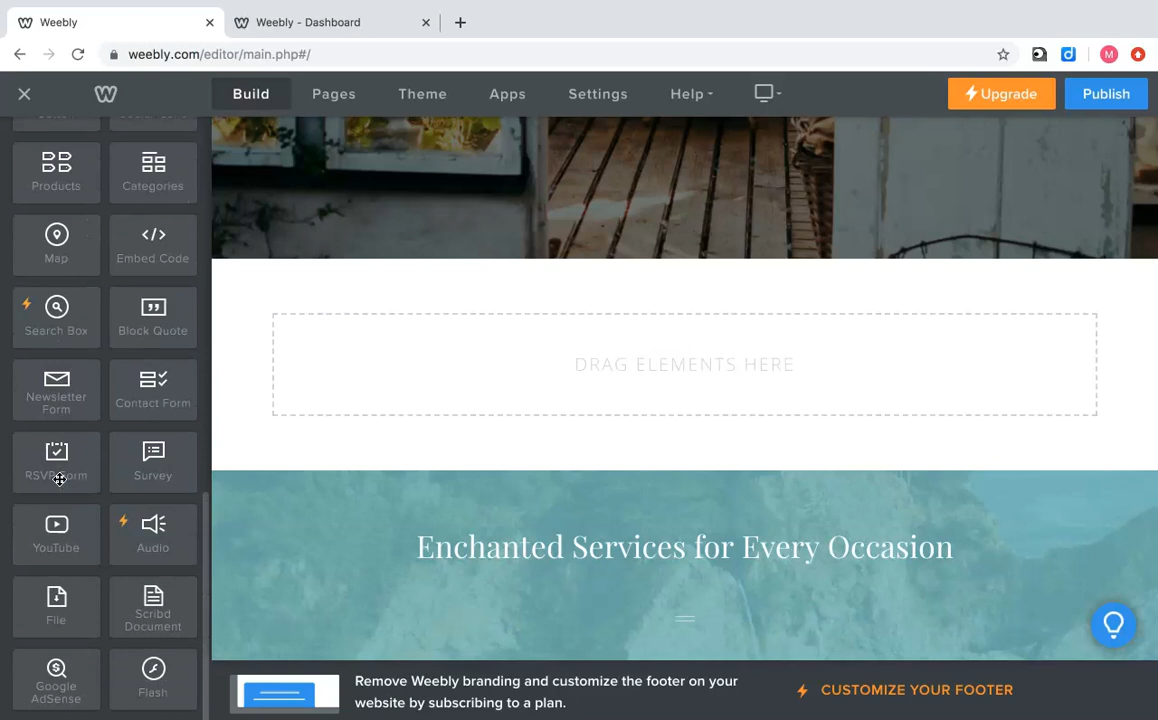 Weebly
Weebly - Dashboard
weebly.com/editor/main.php#/
M
Build
Pages
Theme
Apps
Settings
Help
Upgrade
Publish
Products
Categories
Map
Embed Code
Search Box
Block Quote
Newsletter
Form
Contact Form
RSVP Form
Survey
YouTube
Audio
File
Scribd
Document
Google
AdSense
Flash
DRAG ELEMENTS HERE
Enchanted Services for Every Occasion
Remove Weebly branding and customize the footer on your
website by subscribing to a plan.
CUSTOMIZE YOUR FOOTER